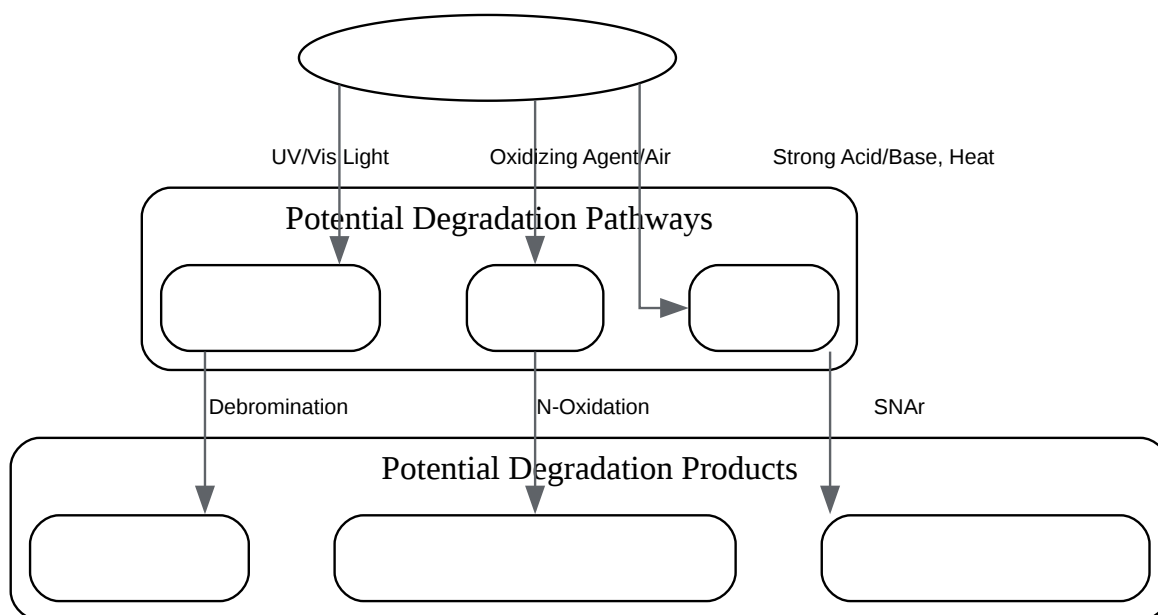 UV/Vis Light
Oxidizing Agent/Air
Strong Acid/Base, Heat
Potential Degradation Pathways
Debromination
N-Oxidation
SNAr
Potential Degradation Products